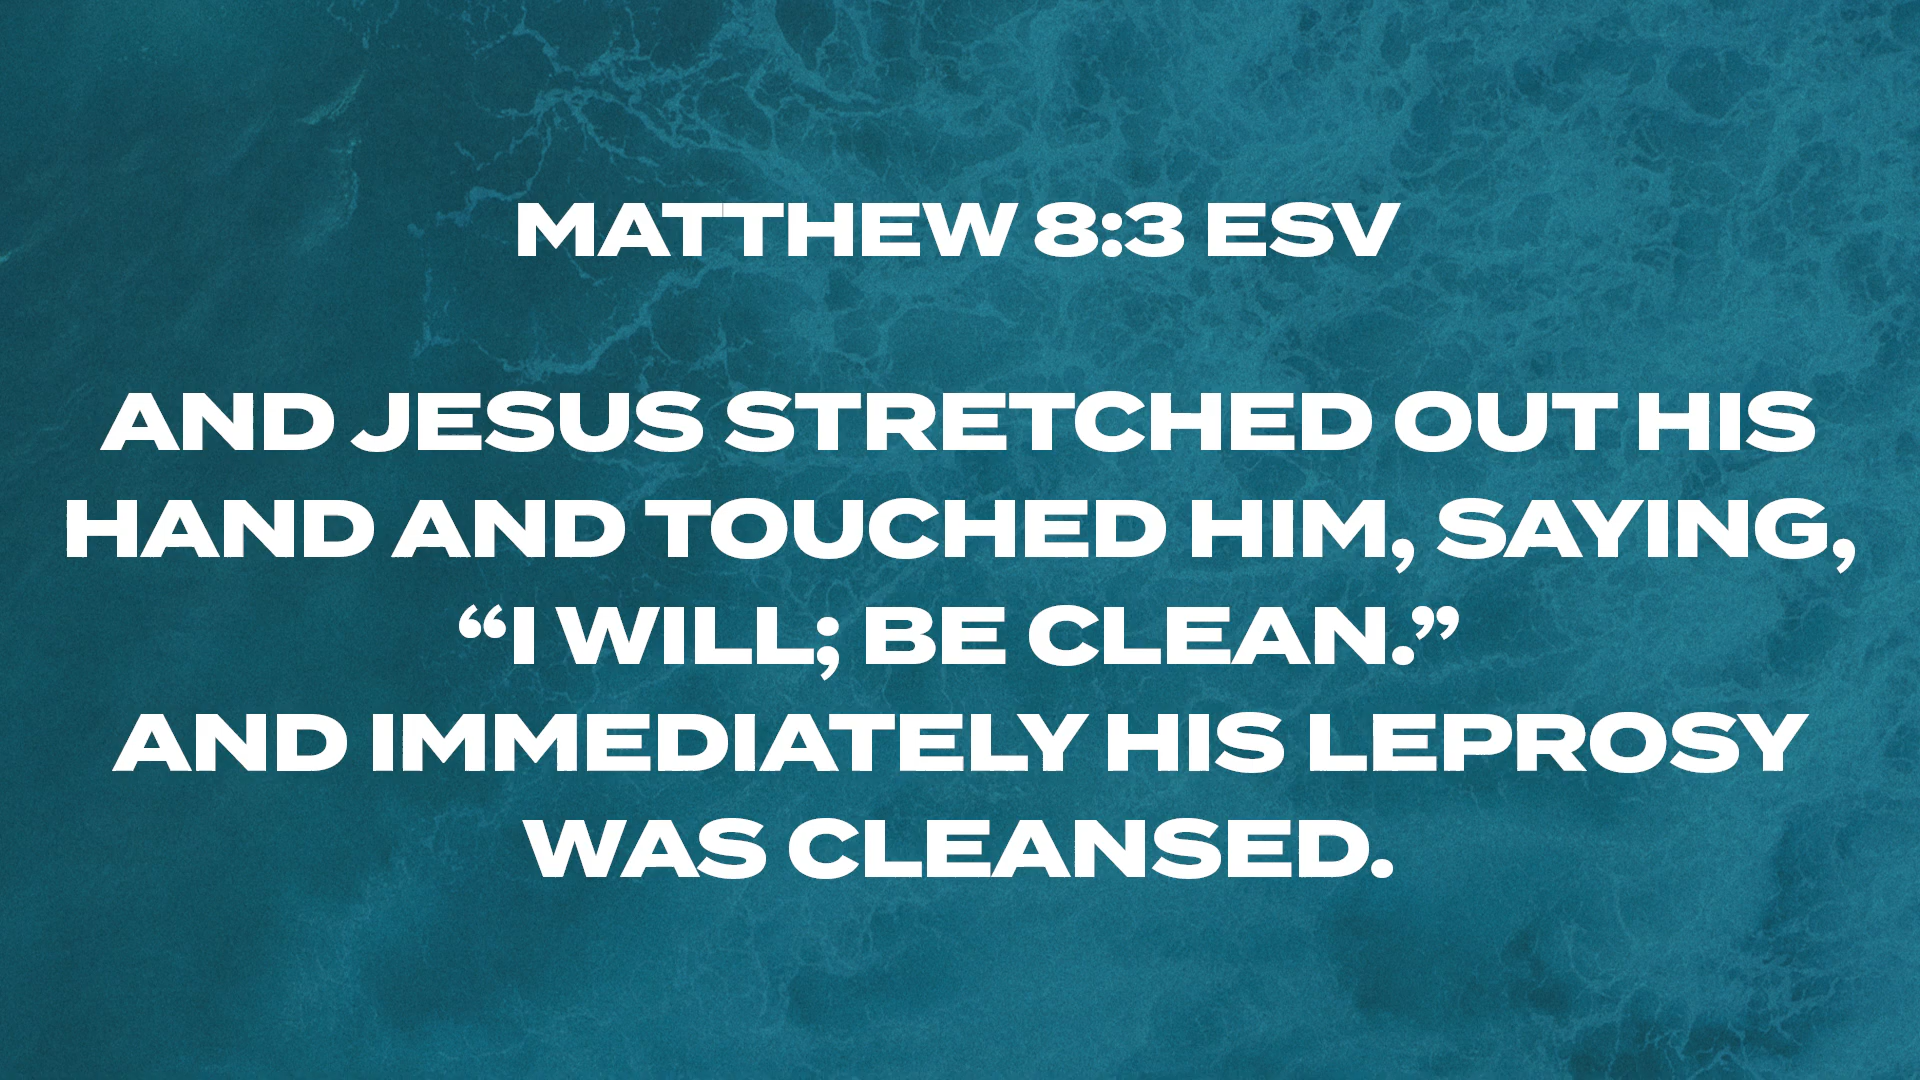 MATTHEW 8:3 ESV
AND JESUS STRETCHED OUT HIS
HAND AND TOUCHED HIM, SAYING,
“I WILL; BE CLEAN.”
AND IMMEDIATELY HIS LEPROSY
WAS CLEANSED.